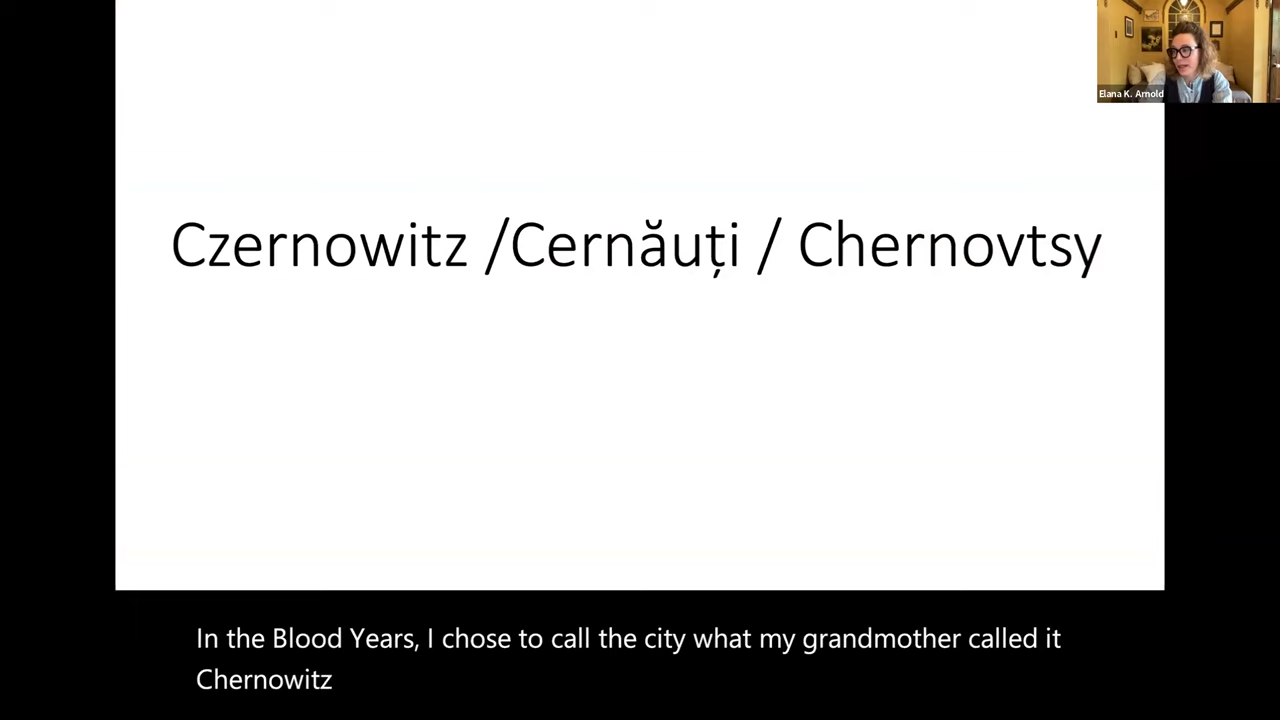 Elana K. Arnold
Czernowitz /Cernăuți / Chernovtsy
In the Blood Years, I chose to call the city what my grandmother called it
Chernowitz